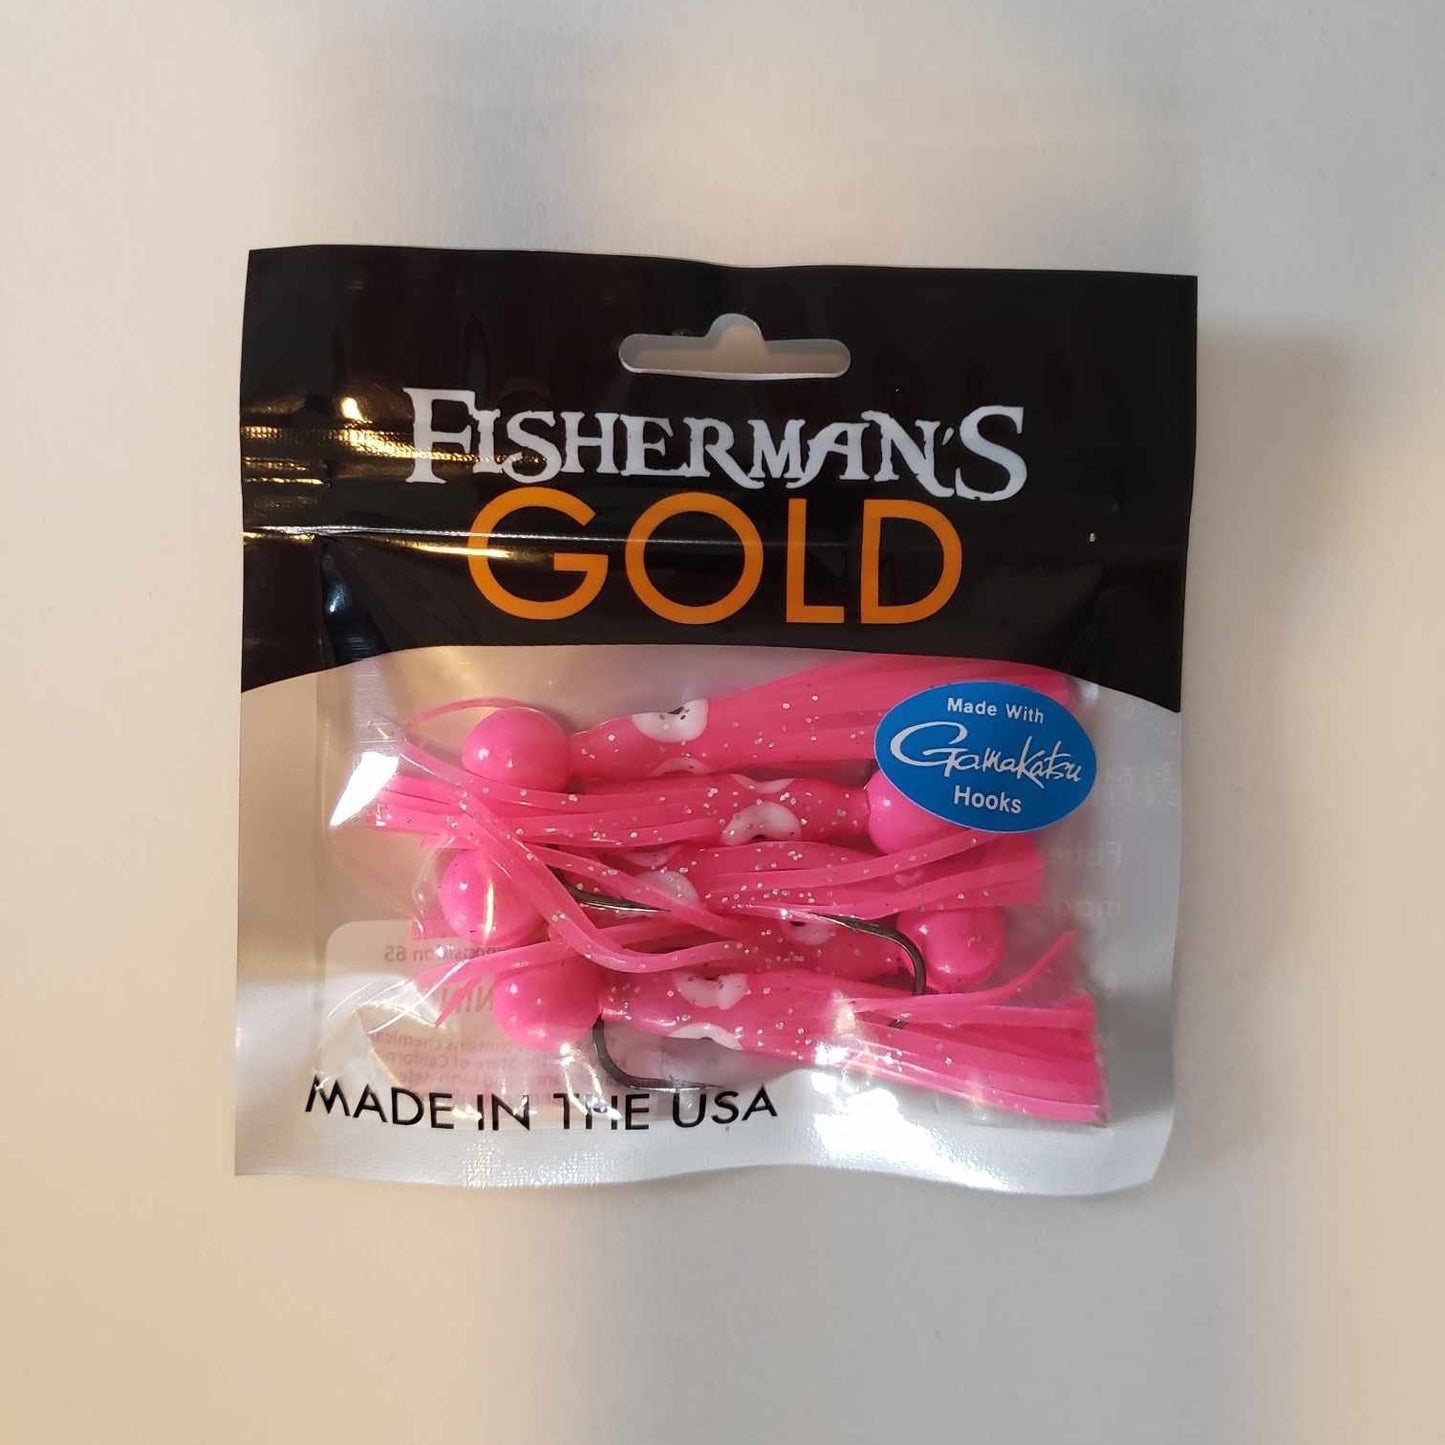 FISHERMAN'S
GOLD
Made With
Gamakatsu
Hooks
MADE IN THE USA